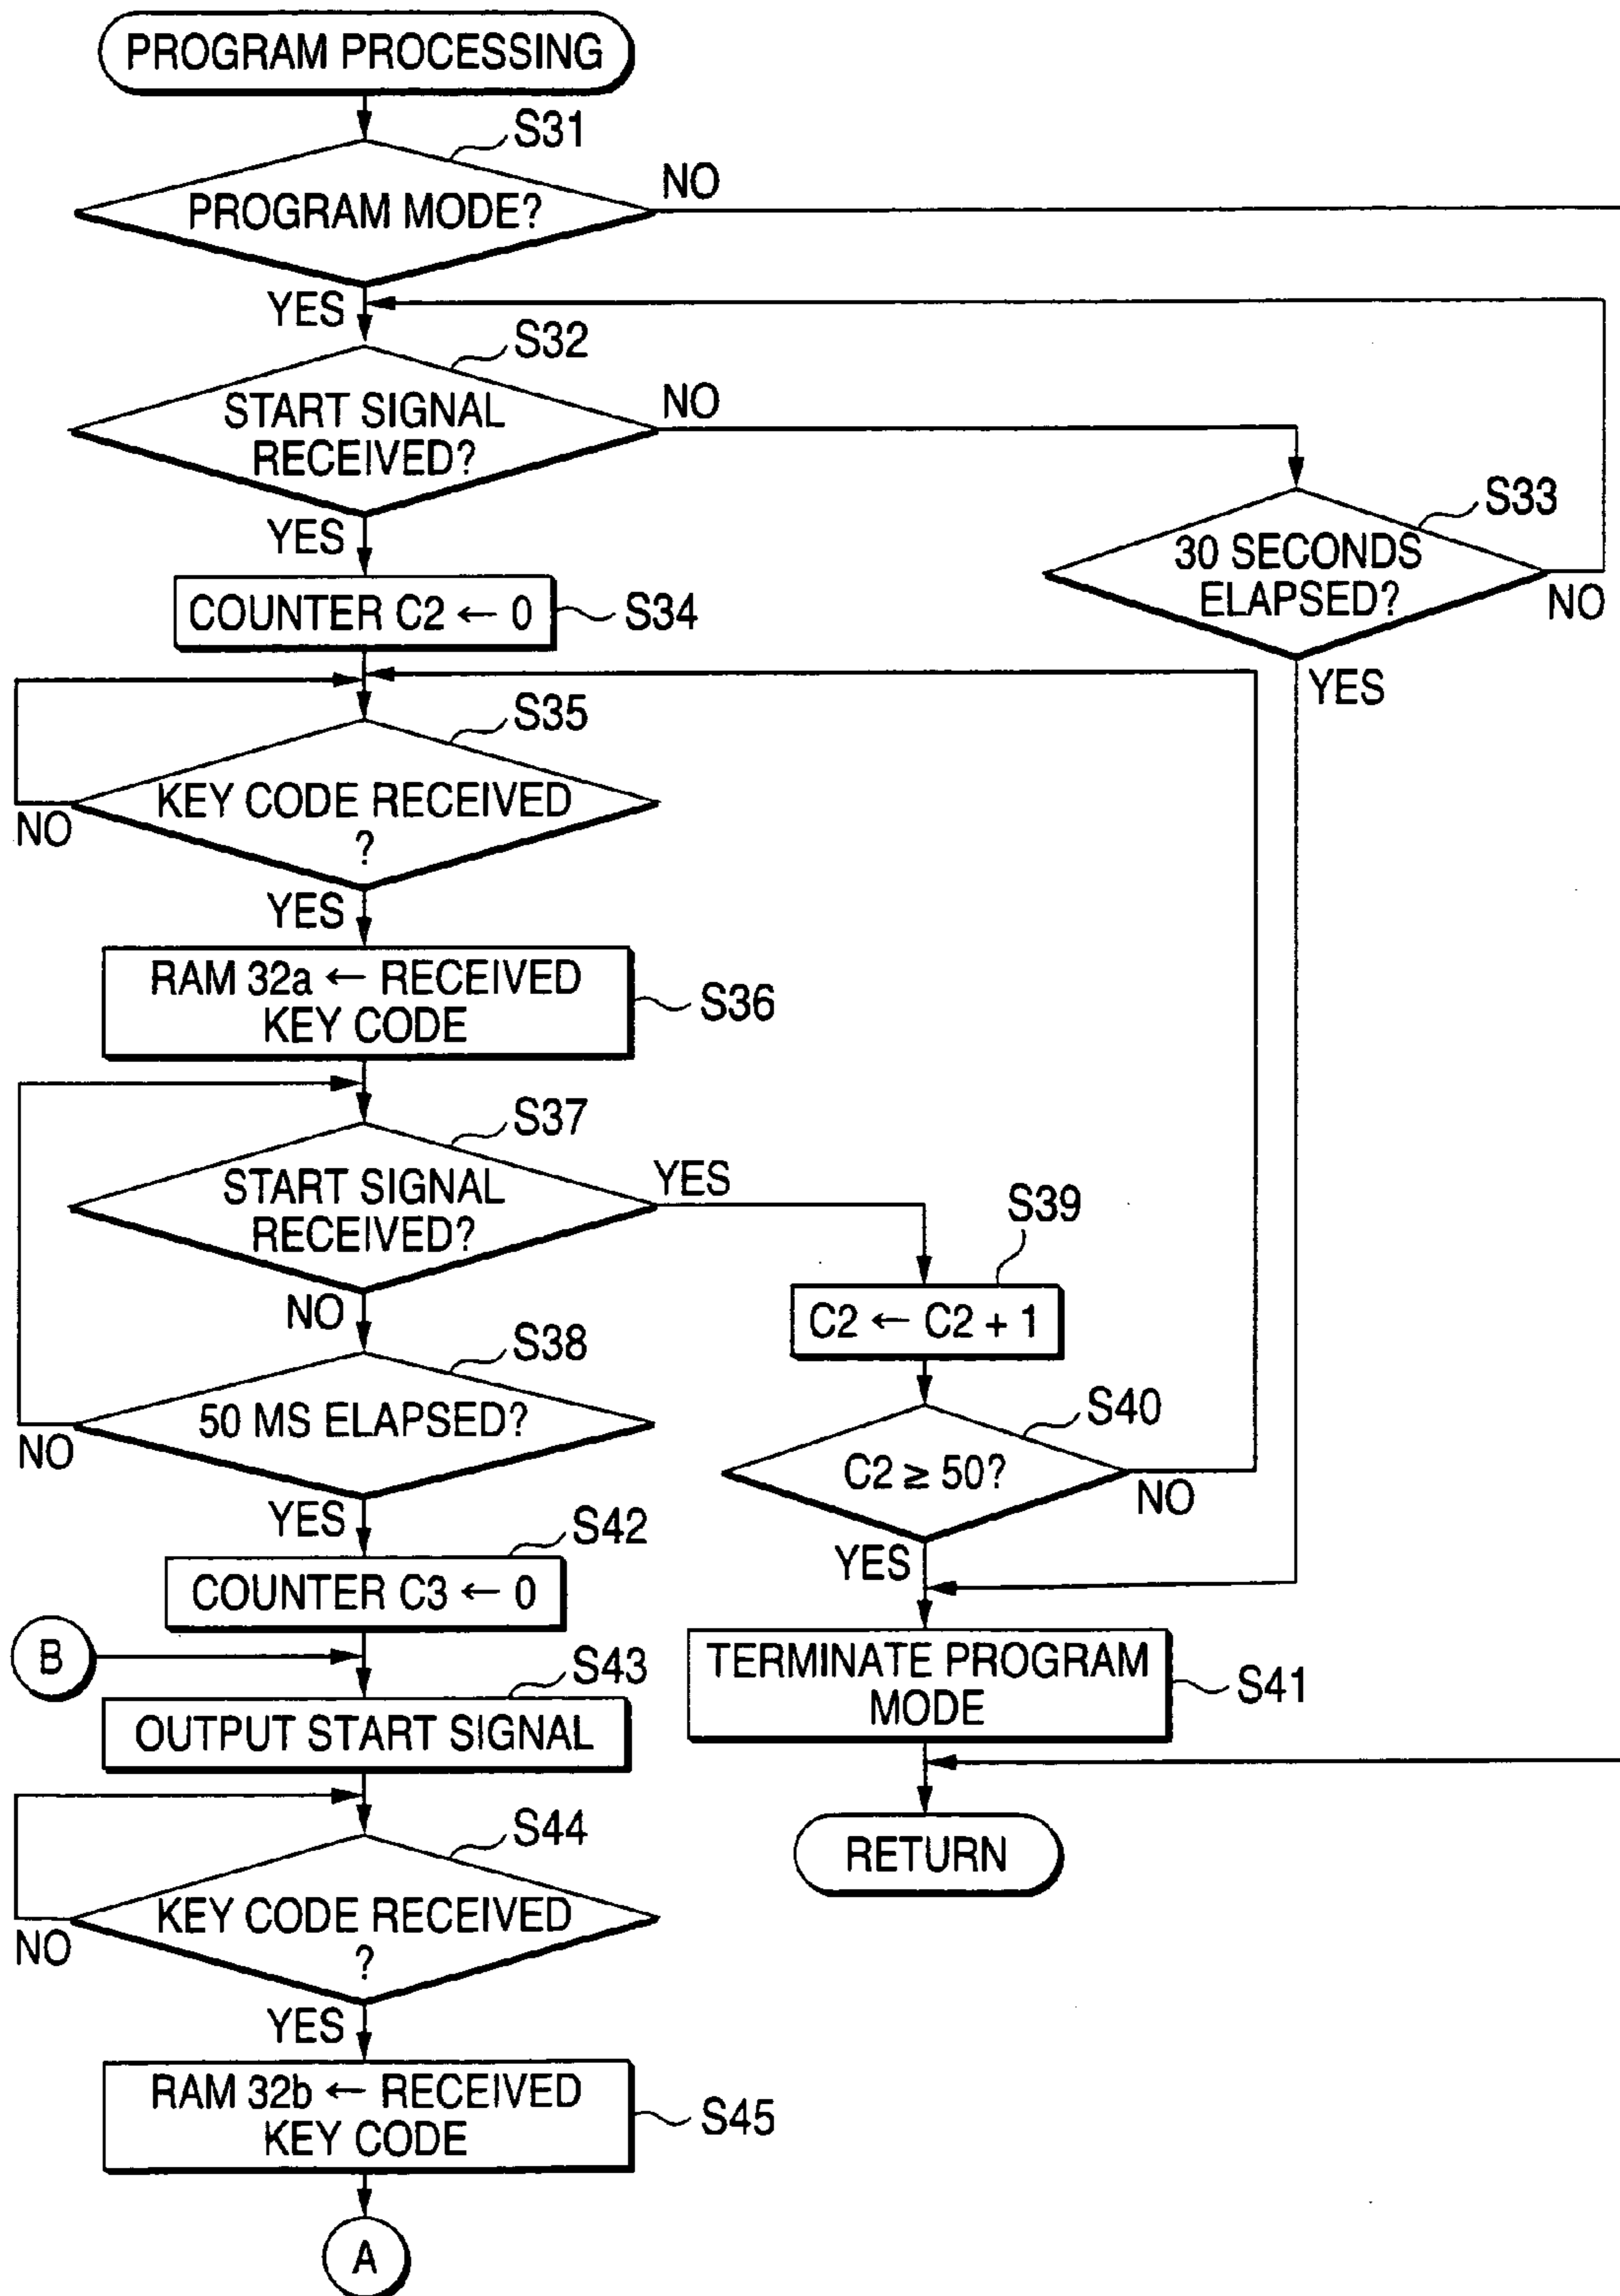 PROGRAM PROCESSING
S31
PROGRAM MODE?
NO
YES
S32
START SIGNAL
RECEIVED?
NO
YES
S33
30 SECONDS
ELAPSED?
NO
YES
COUNTER C2 ← 0
S34
S35
KEY CODE RECEIVED
?
NO
YES
RAM 32a ← RECEIVED
KEY CODE
S36
S37
START SIGNAL
RECEIVED?
YES
NO
S39
C2 ← C2 + 1
S38
50 MS ELAPSED?
NO
YES
S40
C2 ≥ 50?
NO
YES
S42
COUNTER C3 ← 0
B
S43
OUTPUT START SIGNAL
TERMINATE PROGRAM
MODE
S41
RETURN
S44
KEY CODE RECEIVED
?
NO
YES
RAM 32b ← RECEIVED
KEY CODE
S45
A